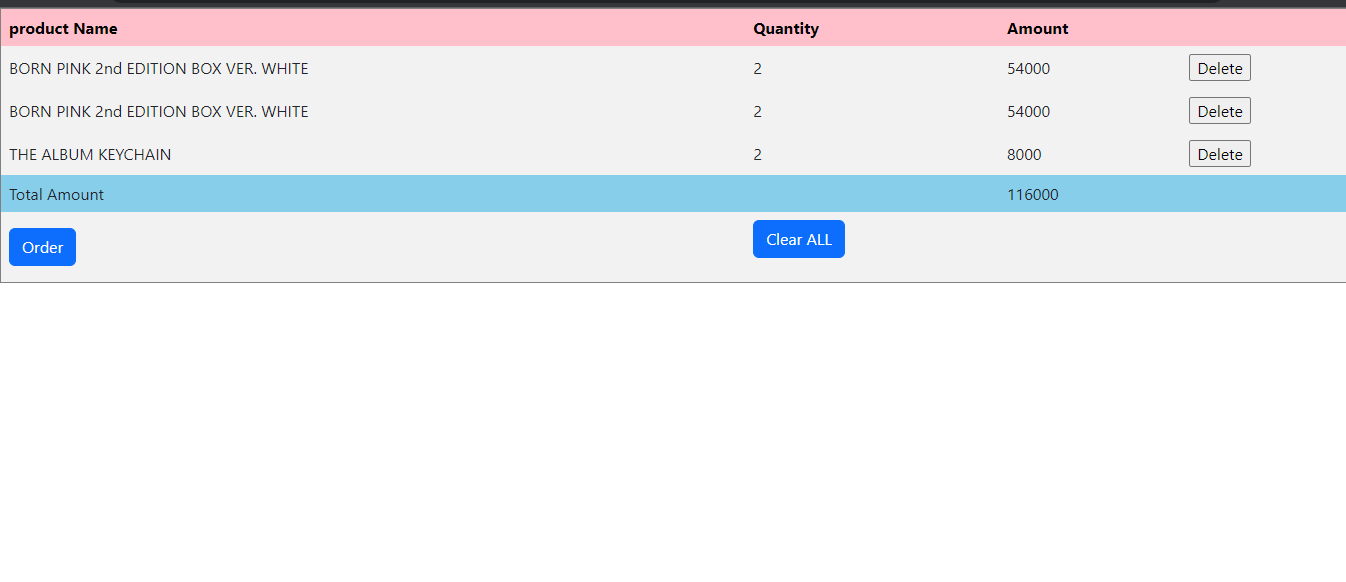 product Name Quantity Amount
BORN PINK 2nd EDITION BOX VER. WHITE 2 54000 Delete
BORN PINK 2nd EDITION BOX VER. WHITE 2 54000 Delete
THE ALBUM KEYCHAIN 2 8000 Delete
Total Amount 116000
Order Clear ALL